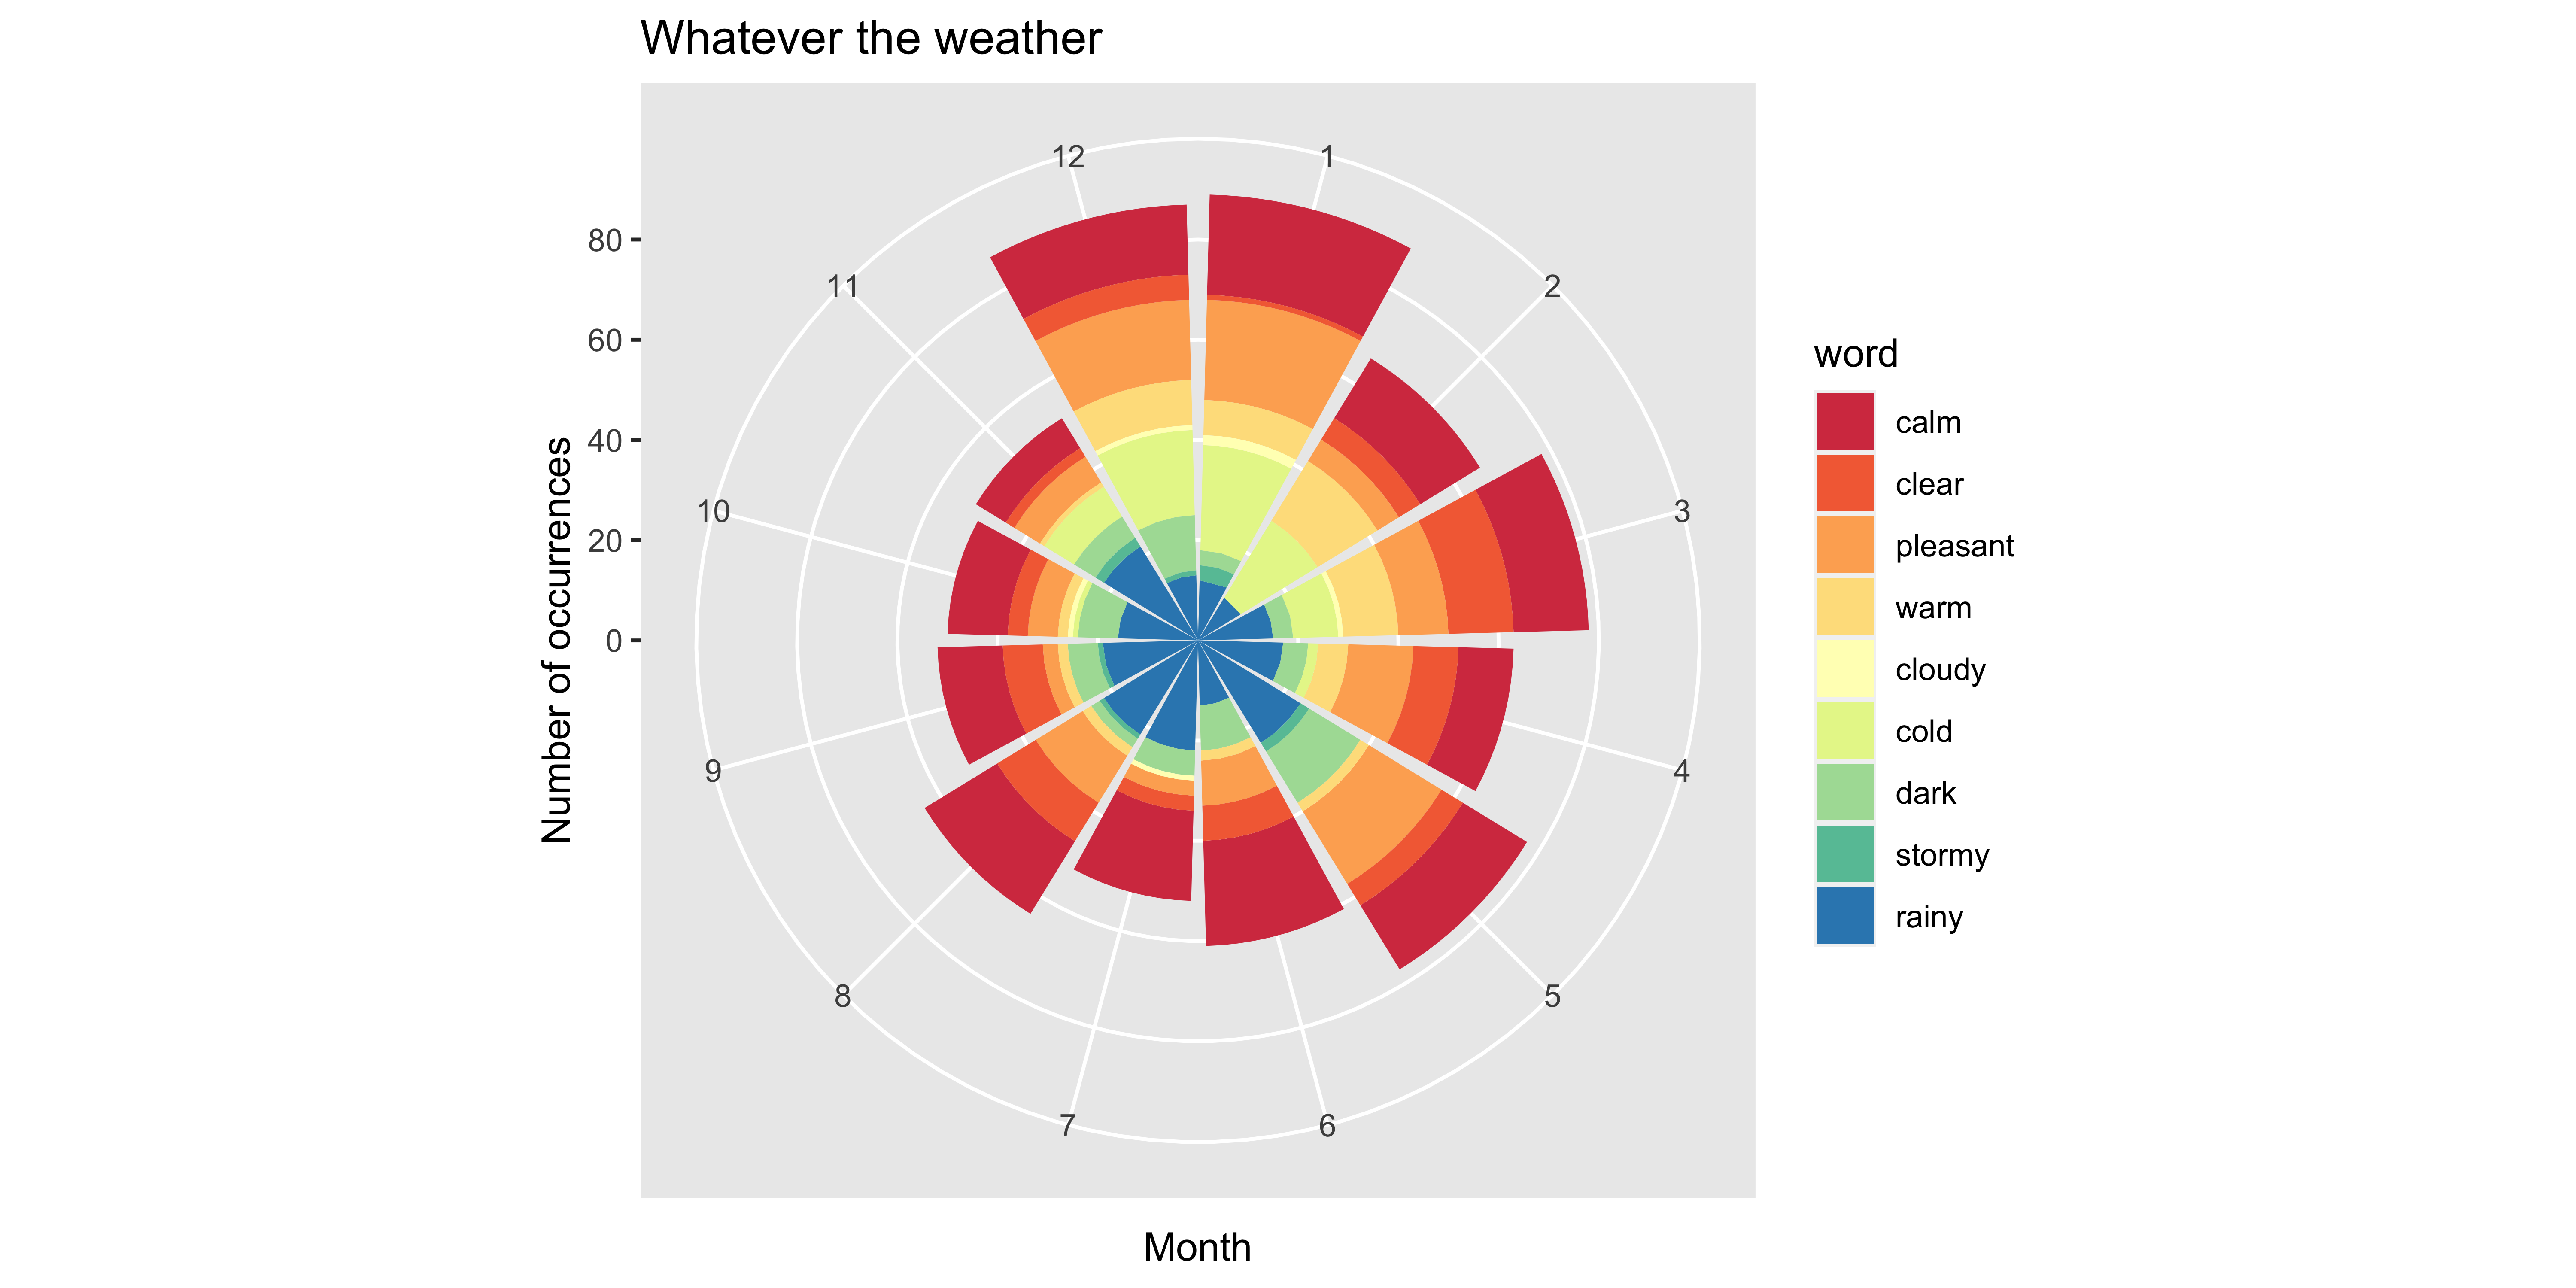 Whatever the weather
12
1
11
2
10
3
9
4
8
5
7
6
80
60
40
20
0
Number of occurrences
Month
word
calm
clear
pleasant
warm
cloudy
cold
dark
stormy
rainy